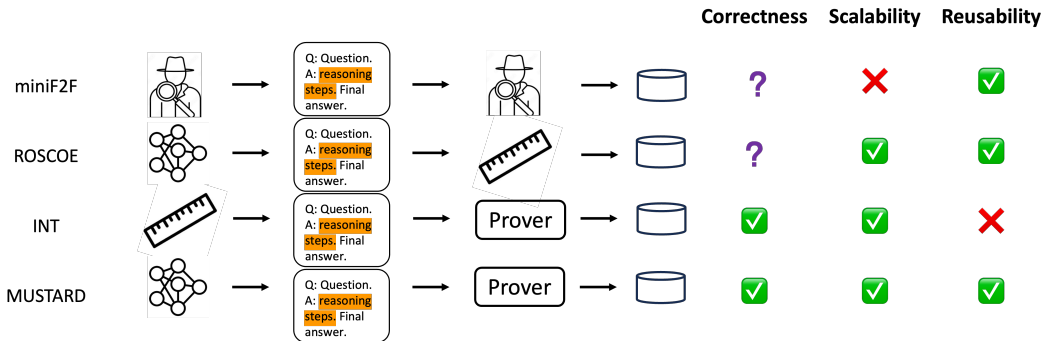 Correctness Scalability Reusability
miniF2F
Q: Question.
A: reasoning
steps. Final
answer.
?
ROSCOE
Q: Question.
A: reasoning
steps. Final
answer.
?
INT
Q: Question.
A: reasoning
steps. Final
answer.
Prover
MUSTARD
Q: Question.
A: reasoning
steps. Final
answer.
Prover